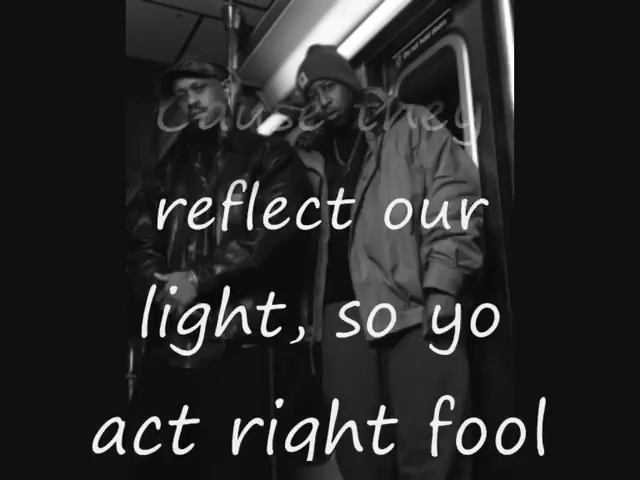 Cause they
reflect our
light, so yo
act right fool